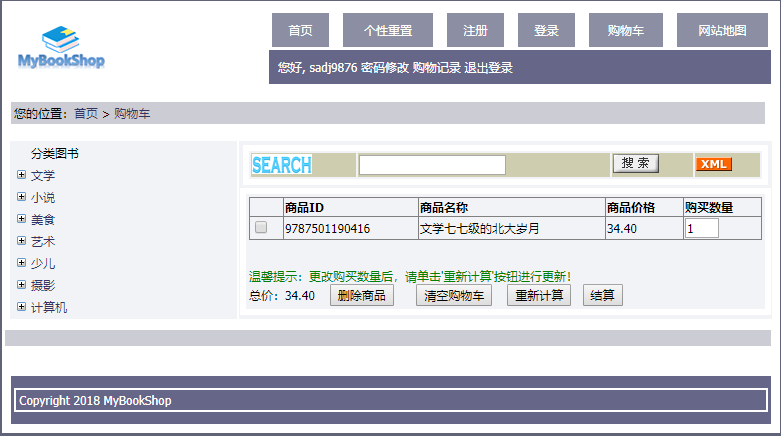 MyBookShop
首页 个性重置 注册 登录 购物车 网站地图
您好, sadj9876 密码修改 购物记录 退出登录
您的位置：首页 > 购物车
分类图书
文学
小说
美食
艺术
少儿
摄影
计算机
SEARCH 搜 索 XML
商品ID 商品名称 商品价格 购买数量
9787501190416 文学七七级的北大岁月 34.40 1
温馨提示：更改购买数量后，请单击'重新计算'按钮进行更新！
总价：34.40 删除商品 清空购物车 重新计算 结算
Copyright 2018 MyBookShop